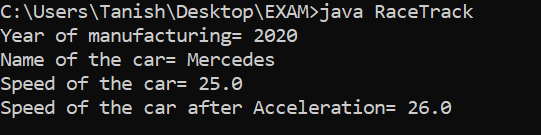 C:\Users\Tanish\Desktop\EXAM>java RaceTrack
Year of manufacturing= 2020
Name of the car= Mercedes
Speed of the car= 25.0
Speed of the car after Acceleration= 26.0